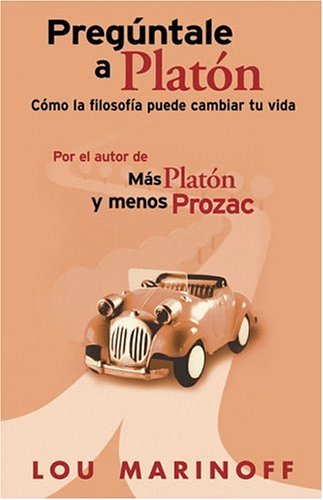 Pregúntale
a Platón
Cómo la filosofía puede cambiar tu vida
Por el autor de
Más Platón
y menos Prozac
LOU MARINOFF